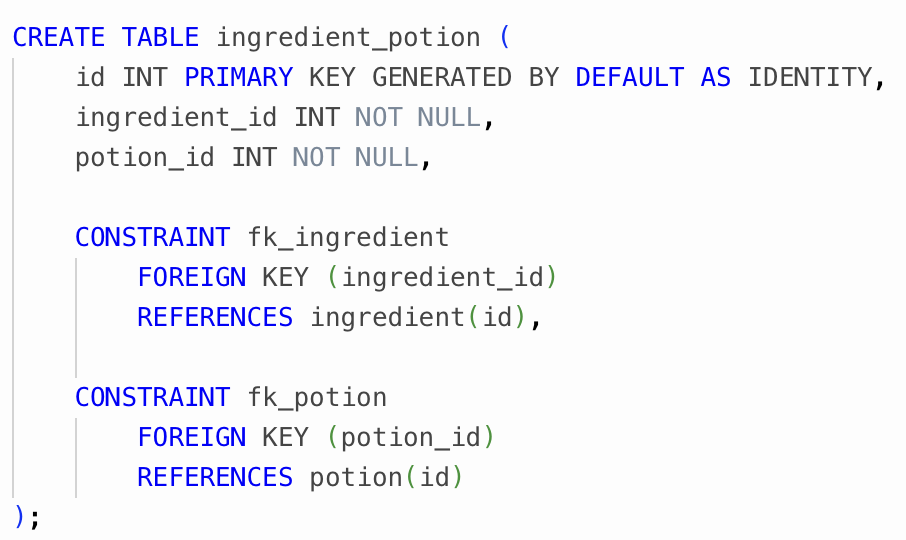 CREATE TABLE ingredient_potion (
    id INT PRIMARY KEY GENERATED BY DEFAULT AS IDENTITY,
    ingredient_id INT NOT NULL,
    potion_id INT NOT NULL,

    CONSTRAINT fk_ingredient
        FOREIGN KEY (ingredient_id)
        REFERENCES ingredient(id),

    CONSTRAINT fk_potion
        FOREIGN KEY (potion_id)
        REFERENCES potion(id)
);